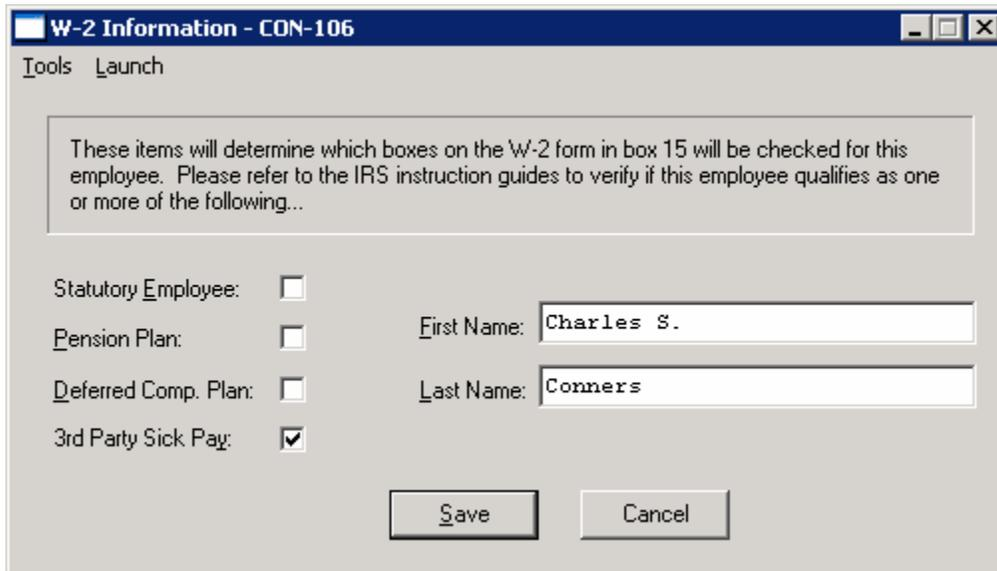 W-2 Information - CON-106
Tools Launch
These items will determine which boxes on the W-2 form in box 15 will be checked for this
employee. Please refer to the IRS instruction guides to verify if this employee qualifies as one
or more of the following...
Statutory Employee:
Pension Plan:
Deferred Comp. Plan:
3rd Party Sick Pay:
First Name: Charles S.
Last Name: Conners
Save Cancel